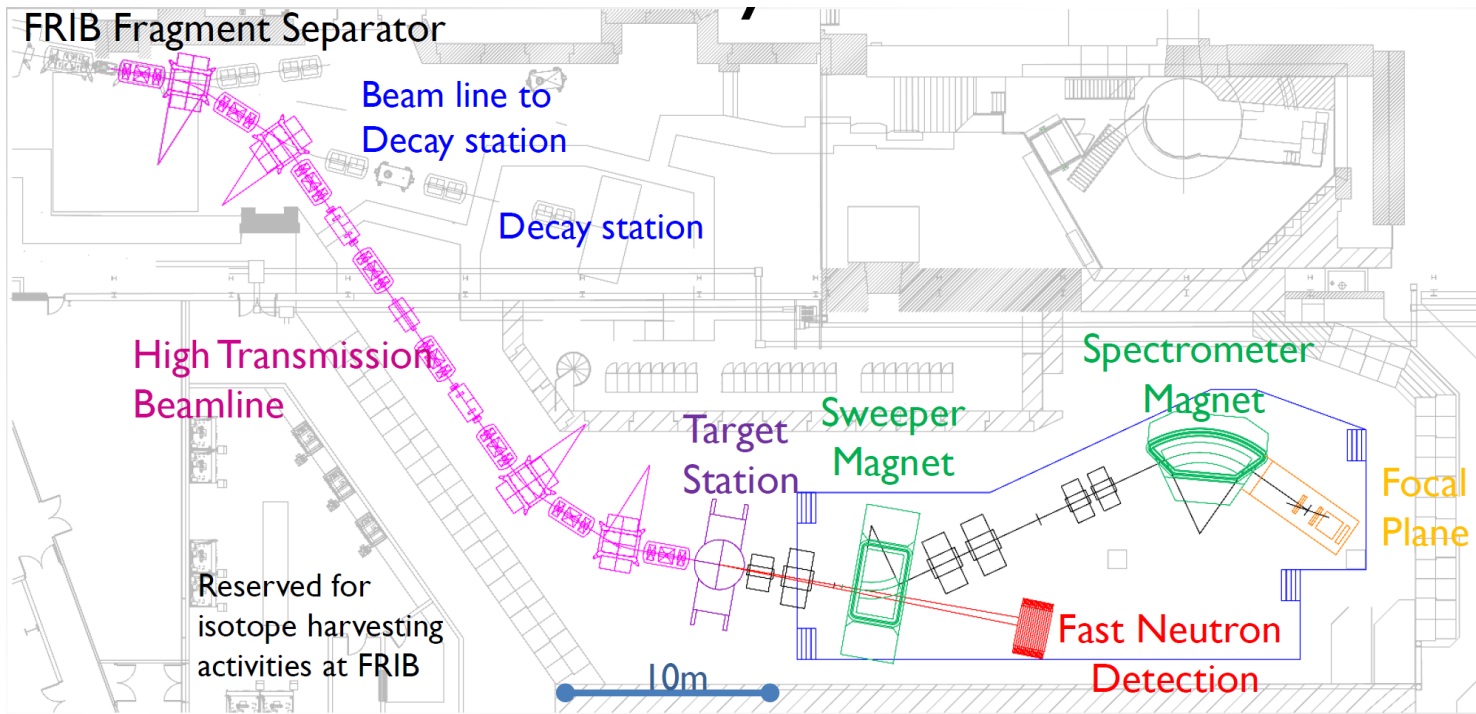 FRIB Fragment Separator
Beam line to
Decay station
Decay station
High Transmission
Beamline
Spectrometer
Magnet
Sweeper
Magnet
Target
Station
Focal
Plane
Reserved for
isotope harvesting
activities at FRIB
Fast Neutron
Detection
10m